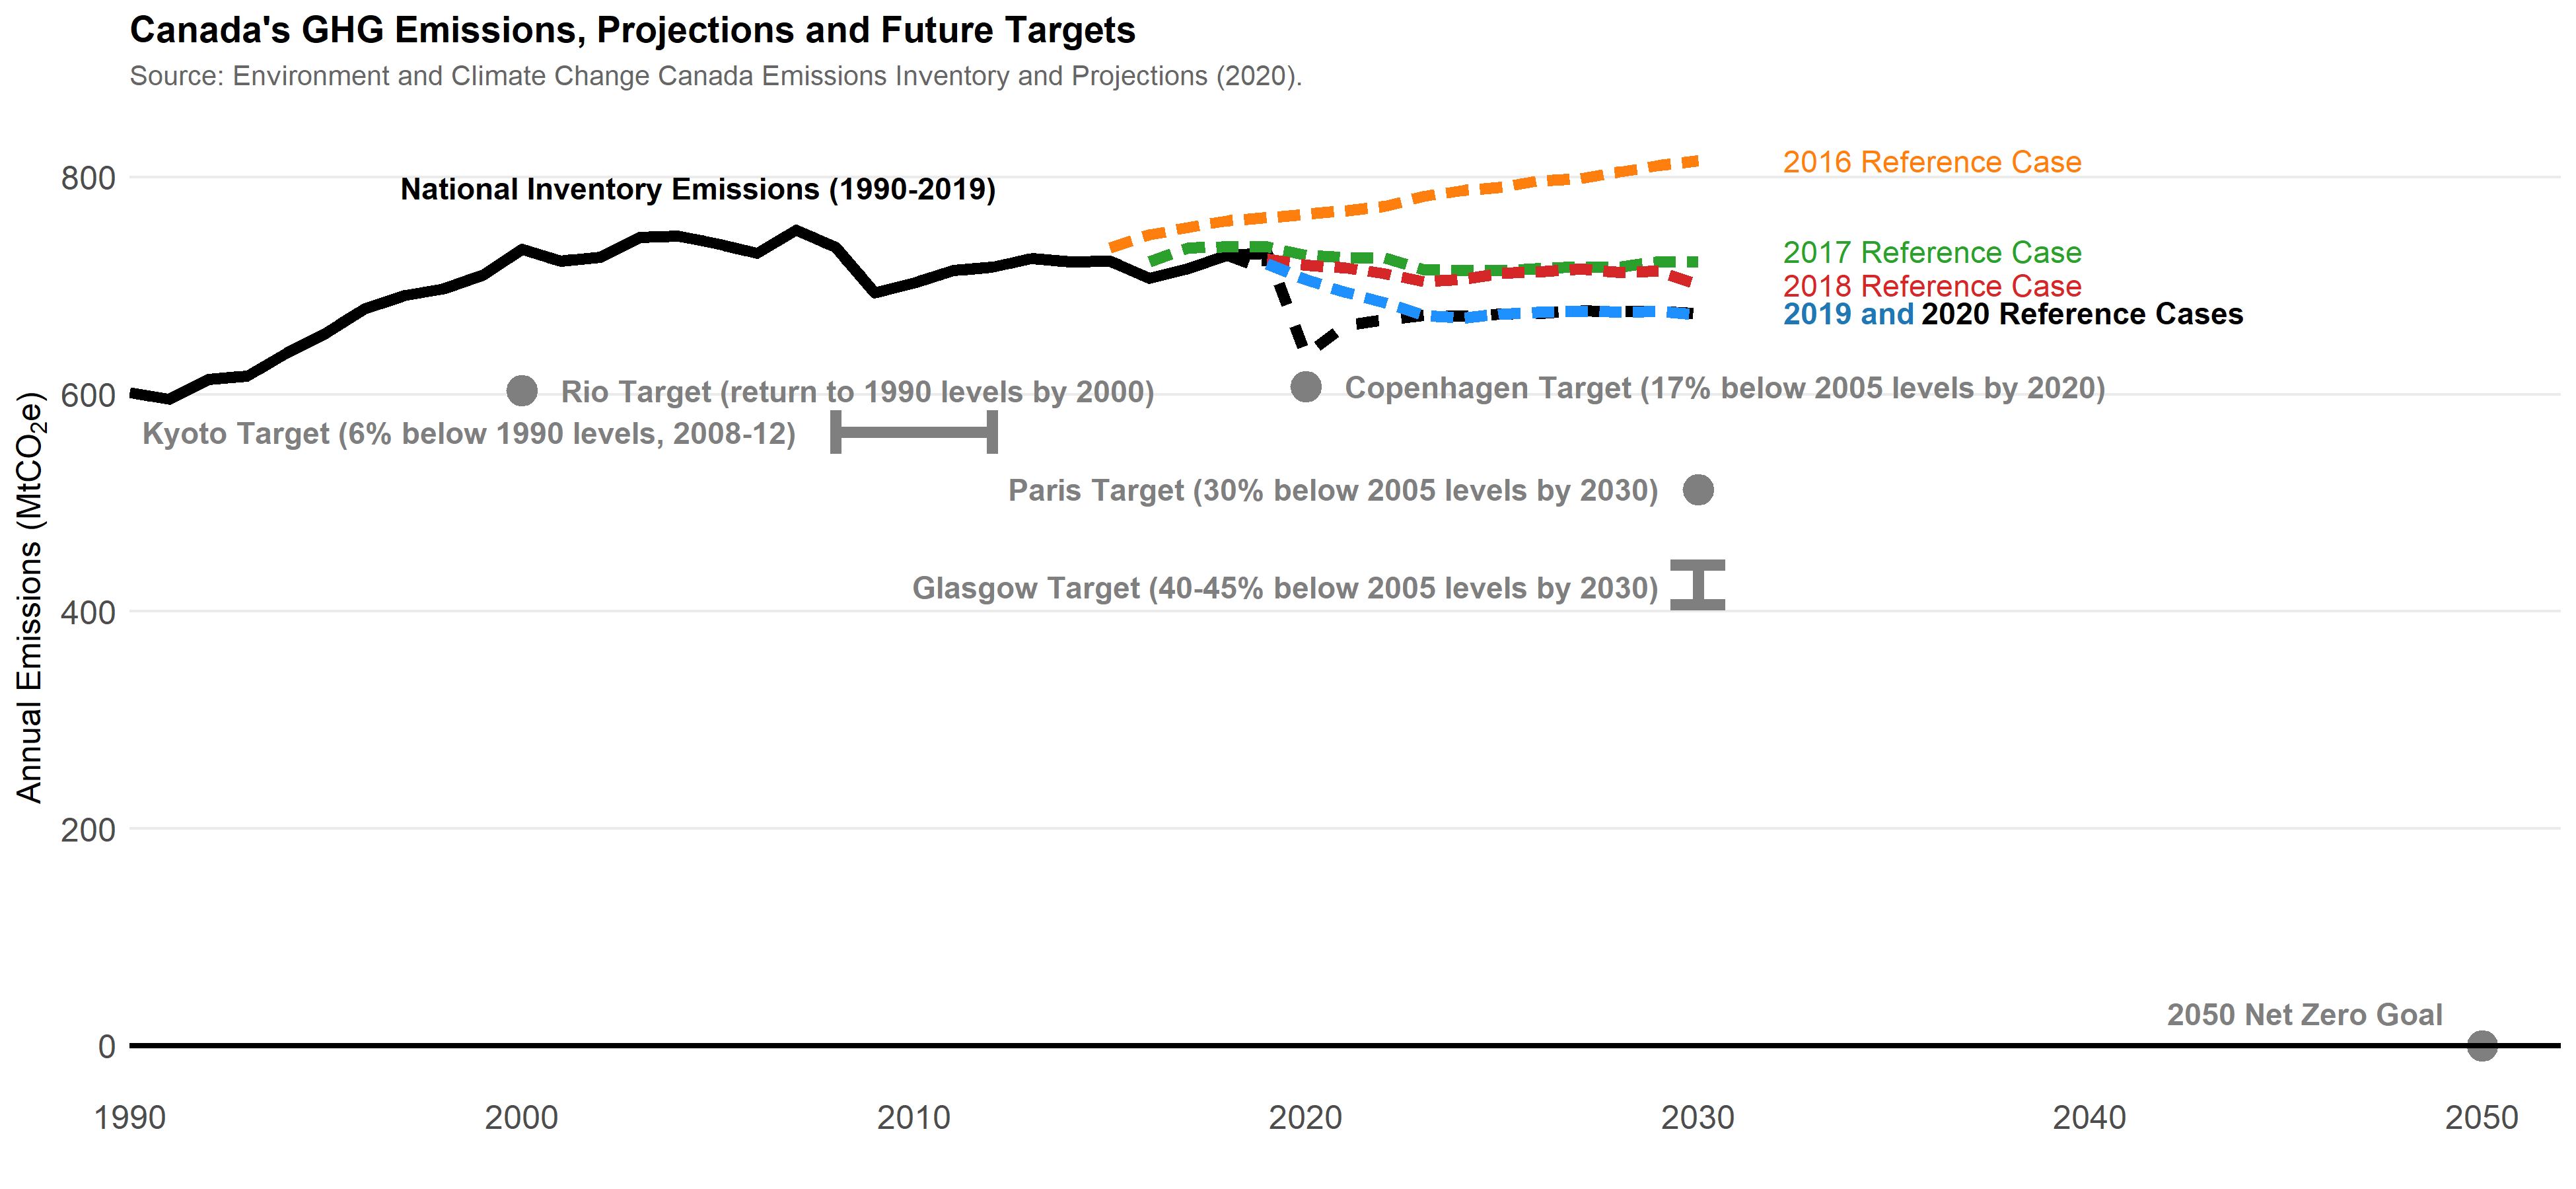 Canada's GHG Emissions, Projections and Future Targets
Source: Environment and Climate Change Canada Emissions Inventory and Projections (2020).
Annual Emissions (MtCO₂e)
800
600
400
200
0
National Inventory Emissions (1990-2019)
2016 Reference Case
2017 Reference Case
2018 Reference Case
2019 and 2020 Reference Cases
Rio Target (return to 1990 levels by 2000)
Copenhagen Target (17% below 2005 levels by 2020)
Kyoto Target (6% below 1990 levels, 2008-12)
Paris Target (30% below 2005 levels by 2030)
Glasgow Target (40-45% below 2005 levels by 2030)
2050 Net Zero Goal
1990 2000 2010 2020 2030 2040 2050